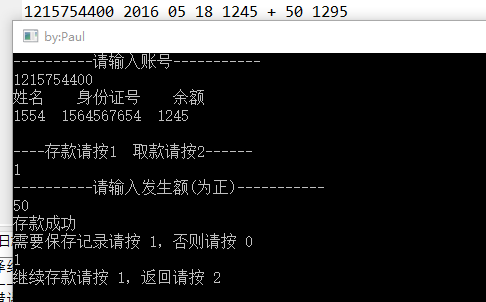 1215754400 2016 05 18 1245 + 50 1295
by:Paul
----------请输入账号-----------
1215754400
姓名 身份证号 余额
1554 1564567654 1245
----存款请按1 取款请按2------
1
----------请输入发生额(为正)-----------
50
存款成功
需要保存记录请按 1，否则请按 0
1
继续存款请按 1，返回请按 2